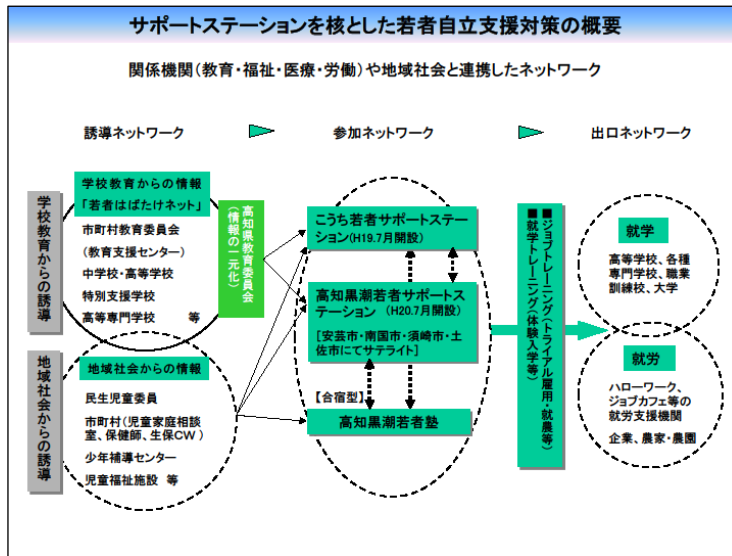 サポートステーションを核とした若者自立支援対策の概要
関係機関(教育・福祉・医療・労働)や地域社会と連携したネットワーク
誘導ネットワーク
参加ネットワーク
出口ネットワーク
学校教育からの誘導
学校教育からの情報
「若者はばたけネット」
市町村教育委員会
(教育支援センター)
中学校・高等学校
特別支援学校
高等専門学校 等
高知県教育委員会
(情報の一元化)
地域社会からの誘導
地域社会からの情報
民生児童委員
市町村(児童家庭相談
室、保健師、生保CW)
少年補導センター
児童福祉施設 等
こうち若者サポートステー
ション(H19.7月開設)
高知黒潮若者サポートス
テーション (H20.7月開設)
[安芸市・南国市・須崎市・土
佐市にてサテライト]
【合宿型】
高知黒潮若者塾
■ジョブトレーニング(トライアル雇用・就農等)
■就学トレーニング(体験入学等)
就学
高等学校、各種
専門学校、職業
訓練校、大学
就労
ハローワーク、
ジョブカフェ等の
就労支援機関
企業、農家・農園